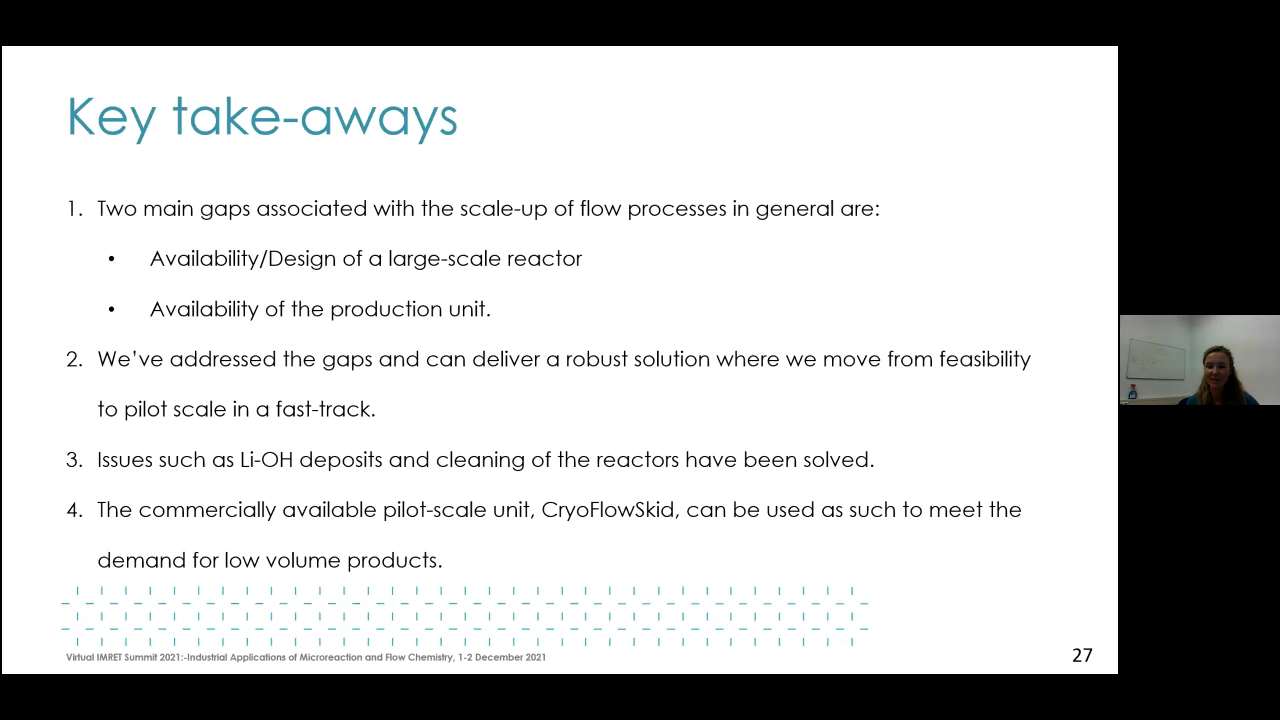 Key take-aways
1. Two main gaps associated with the scale-up of flow processes in general are:
• Availability/Design of a large-scale reactor
• Availability of the production unit.
2. We’ve addressed the gaps and can deliver a robust solution where we move from feasibility
to pilot scale in a fast-track.
3. Issues such as Li-OH deposits and cleaning of the reactors have been solved.
4. The commercially available pilot-scale unit, CryoFlowSkid, can be used as such to meet the
demand for low volume products.
Virtual IMRET Summit 2021:-Industrial Applications of Microreaction and Flow Chemistry, 1-2 December 2021
27